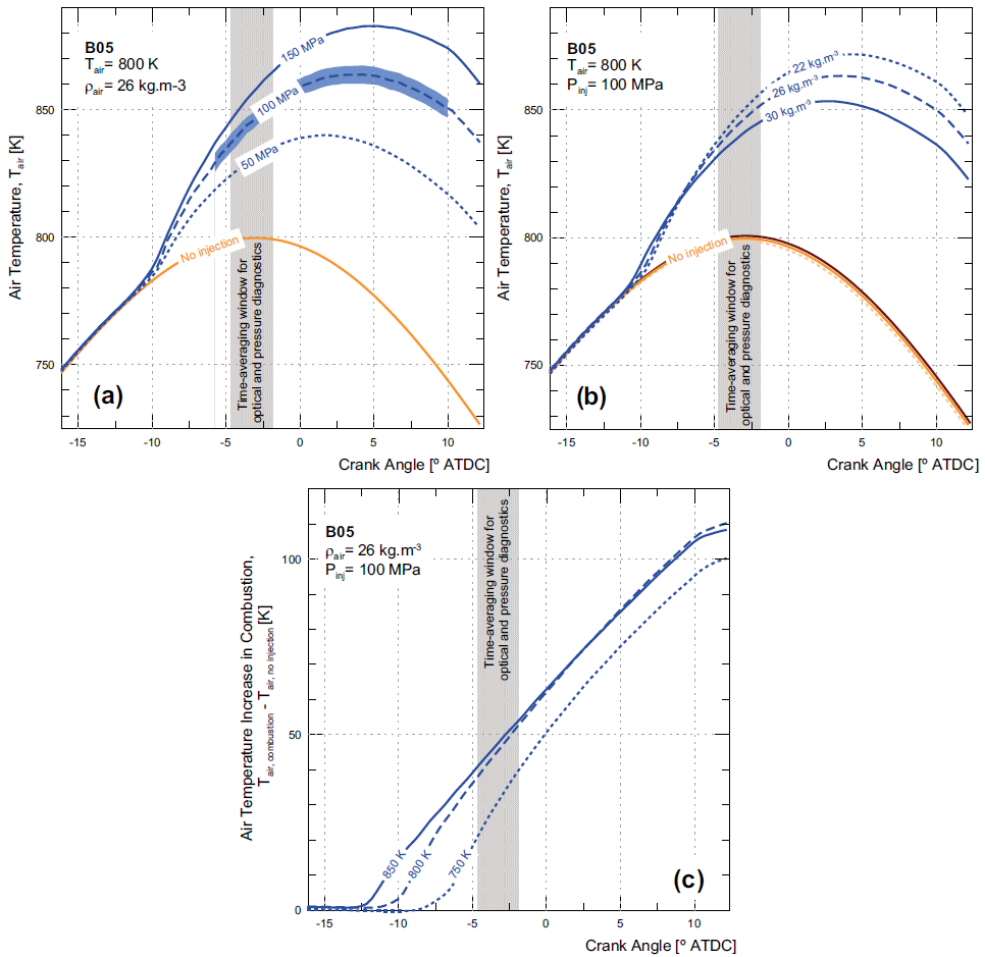 (a)
B05
Tair= 800 K
ρair= 26 kg.m-3
150 MPa
100 MPa
50 MPa
No injection
Time-averaging window for
optical and pressure diagnostics
Air Temperature, Tair [K]
850
800
750
-15
-10
-5
0
5
10
Crank Angle [º ATDC]
(b)
B05
Tair= 800 K
Pinj= 100 MPa
22 kg.m-3
26 kg.m-3
30 kg.m-3
No injection
Time-averaging window for
optical and pressure diagnostics
Air Temperature, Tair [K]
850
800
750
-15
-10
-5
0
5
10
Crank Angle [º ATDC]
(c)
B05
ρair= 26 kg.m-3
Pinj= 100 MPa
850 K
800 K
750 K
Time-averaging window for
optical and pressure diagnostics
Air Temperature Increase in Combustion,
Tair, combustion - Tair, no injection [K]
100
50
0
-15
-10
-5
0
5
10
Crank Angle [º ATDC]